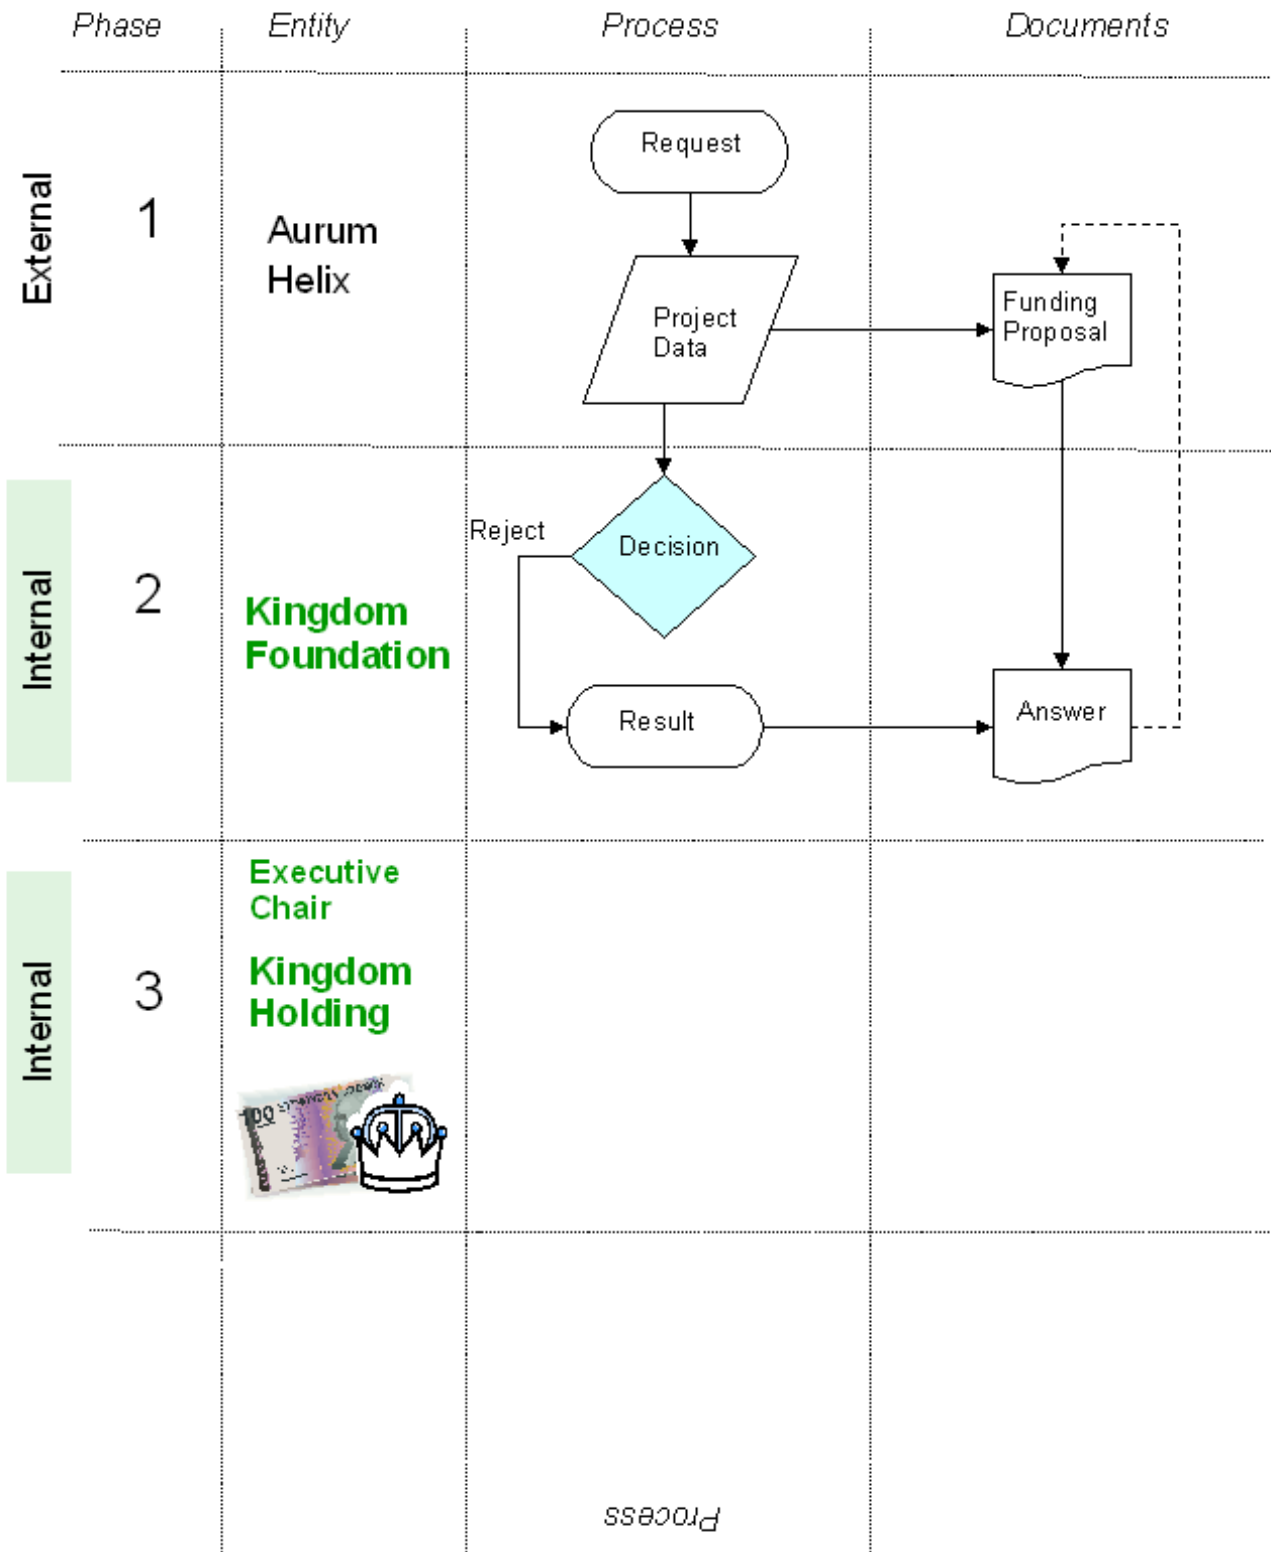 Phase Entity Process Documents
External
1
Aurum
Helix
Request
Project
Data
Funding
Proposal
Internal
2
Kingdom
Foundation
Reject
Decision
Result
Answer
Internal
3
Executive
Chair
Kingdom
Holding
100
Process